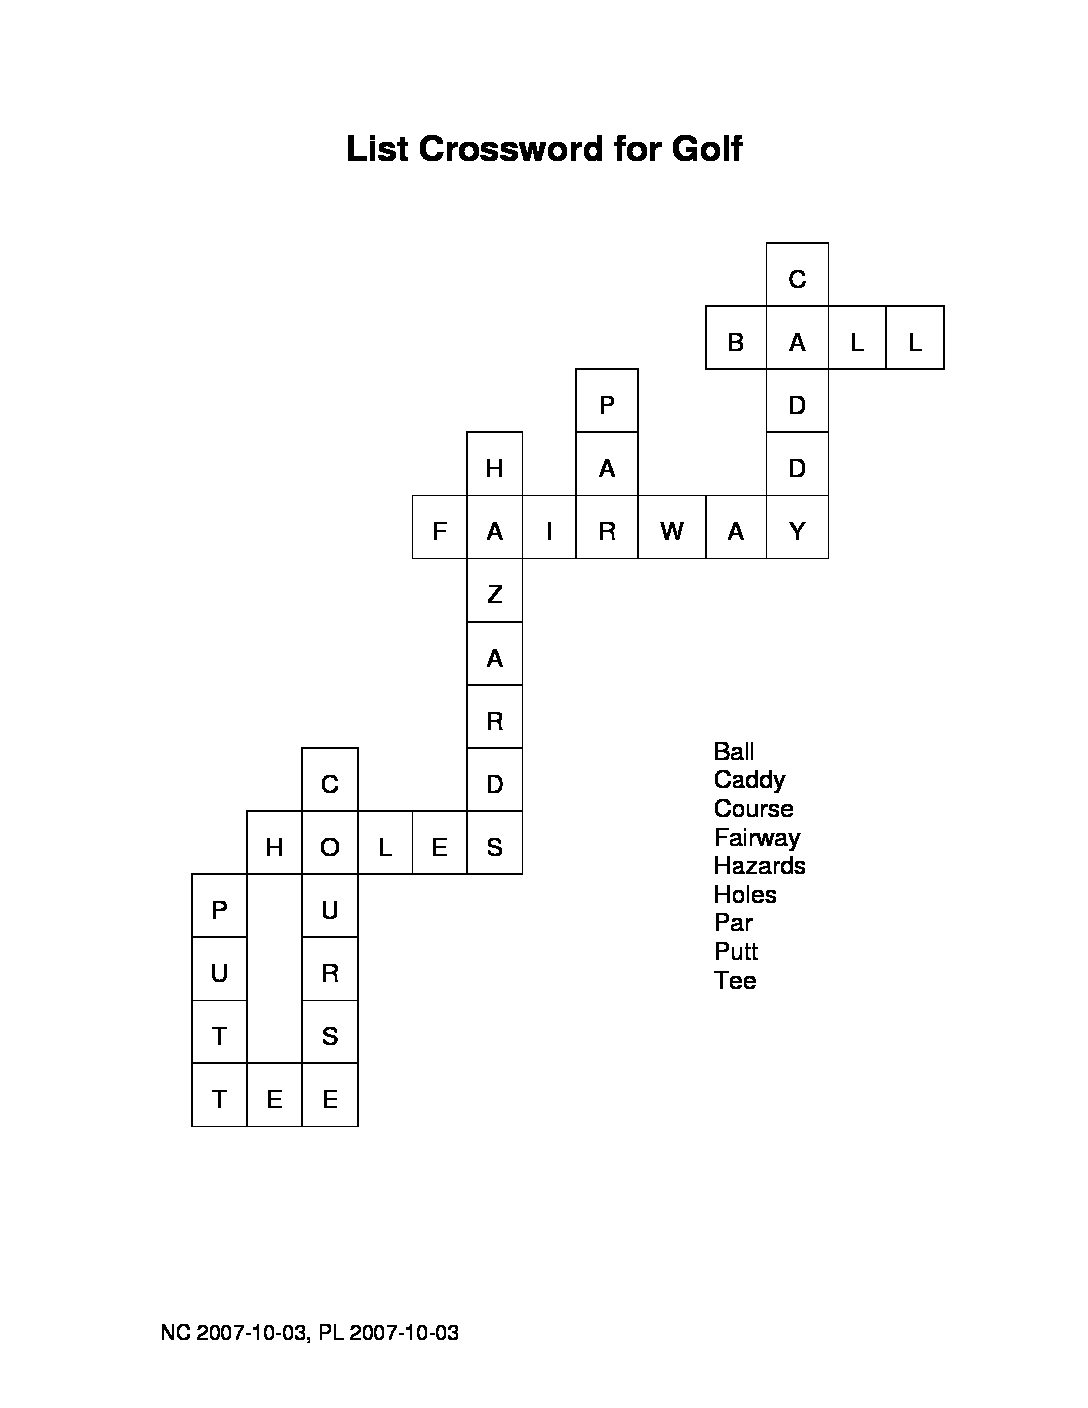 List Crossword for Golf
C
B A L L
P D
H A D
F A I R W A Y
Z
A
R
C D
H O L E S
P U
U R
T S
T E E
Ball
Caddy
Course
Fairway
Hazards
Holes
Par
Putt
Tee
NC 2007-10-03, PL 2007-10-03